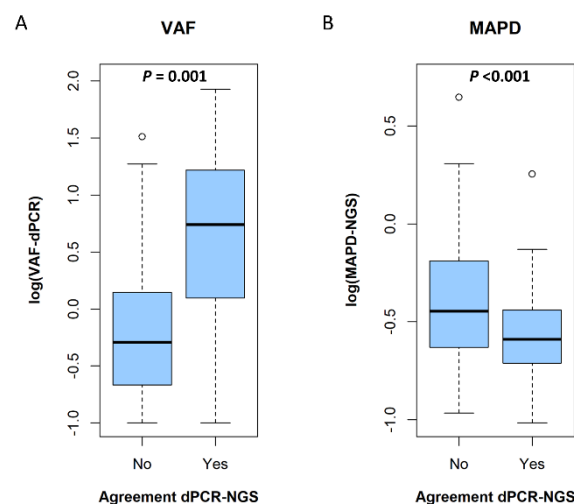 A
VAF
P = 0.001
log(VAF-dPCR)
2.0
1.5
1.0
0.5
0.0
-0.5
-1.0
No Yes
Agreement dPCR-NGS
B
MAPD
P <0.001
log(MAPD-NGS)
0.5
0.0
-0.5
-1.0
No Yes
Agreement dPCR-NGS